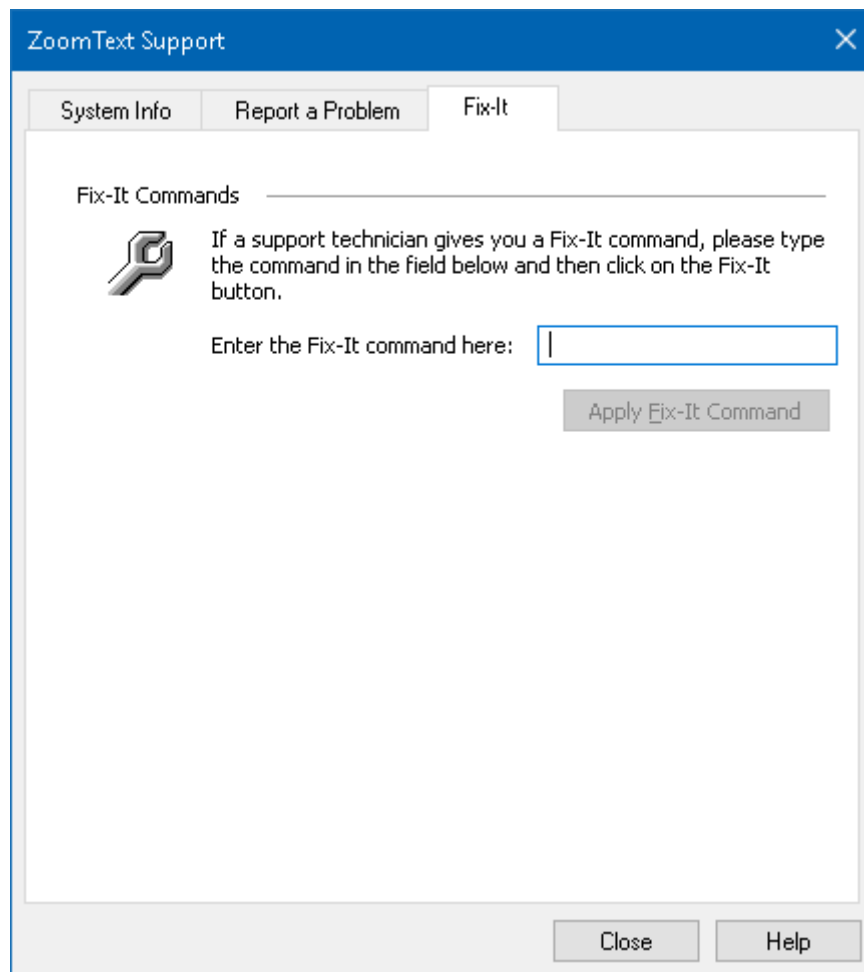 ZoomText Support
System Info Report a Problem Fix-It
Fix-It Commands
If a support technician gives you a Fix-It command, please type
the command in the field below and then click on the Fix-It
button.
Enter the Fix-It command here:
Apply Fix-It Command
Close Help